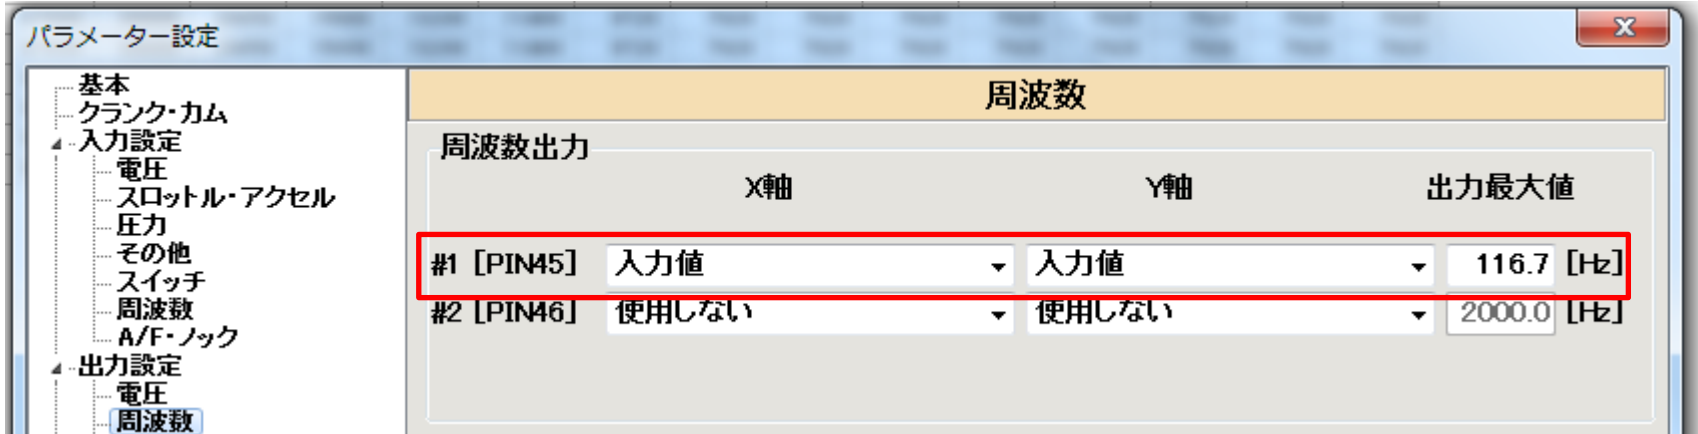 パラメーター設定
基本
クランク・カム
入力設定
電圧
スロットル・アクセル
圧力
その他
スイッチ
周波数
A/F・ノック
出力設定
電圧
周波数
周波数
周波数出力
X軸 Y軸 出力最大値
#1 [PIN45] 入力値 入力値 116.7 [Hz]
#2 [PIN46] 使用しない 使用しない 2000.0 [Hz]